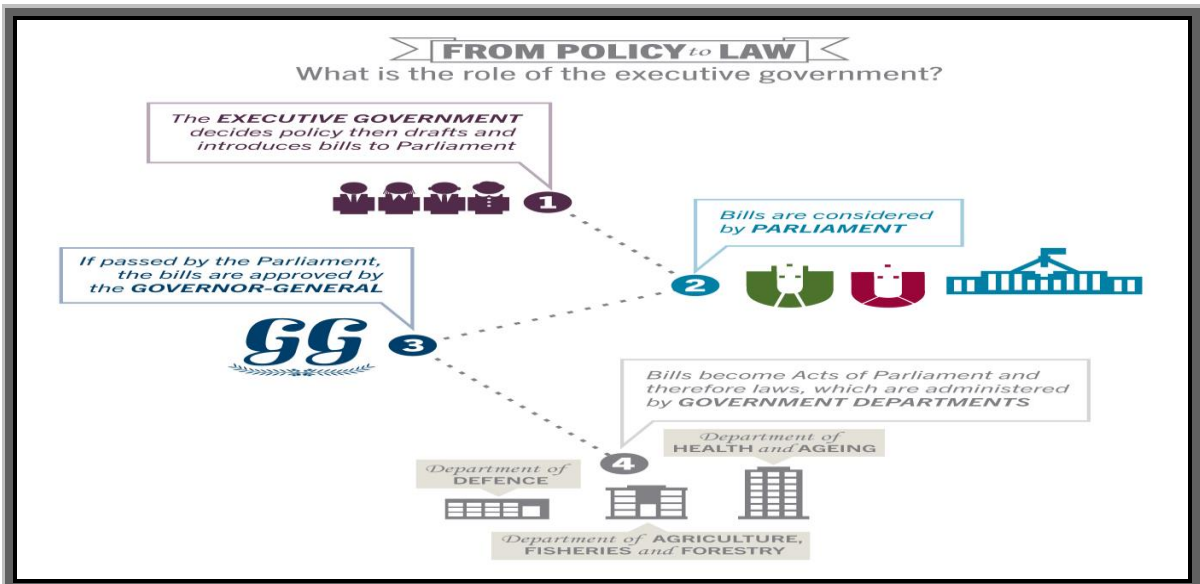 FROM POLICY to LAW
What is the role of the executive government?
The EXECUTIVE GOVERNMENT
decides policy then drafts and
introduces bills to Parliament
1
Bills are considered
by PARLIAMENT
2
If passed by the Parliament,
the bills are approved by
the GOVERNOR-GENERAL
GG
3
Bills become Acts of Parliament and
therefore laws, which are administered
by GOVERNMENT DEPARTMENTS
4
Department of
HEALTH and AGEING
Department of
DEFENCE
Department of AGRICULTURE,
FISHERIES and FORESTRY